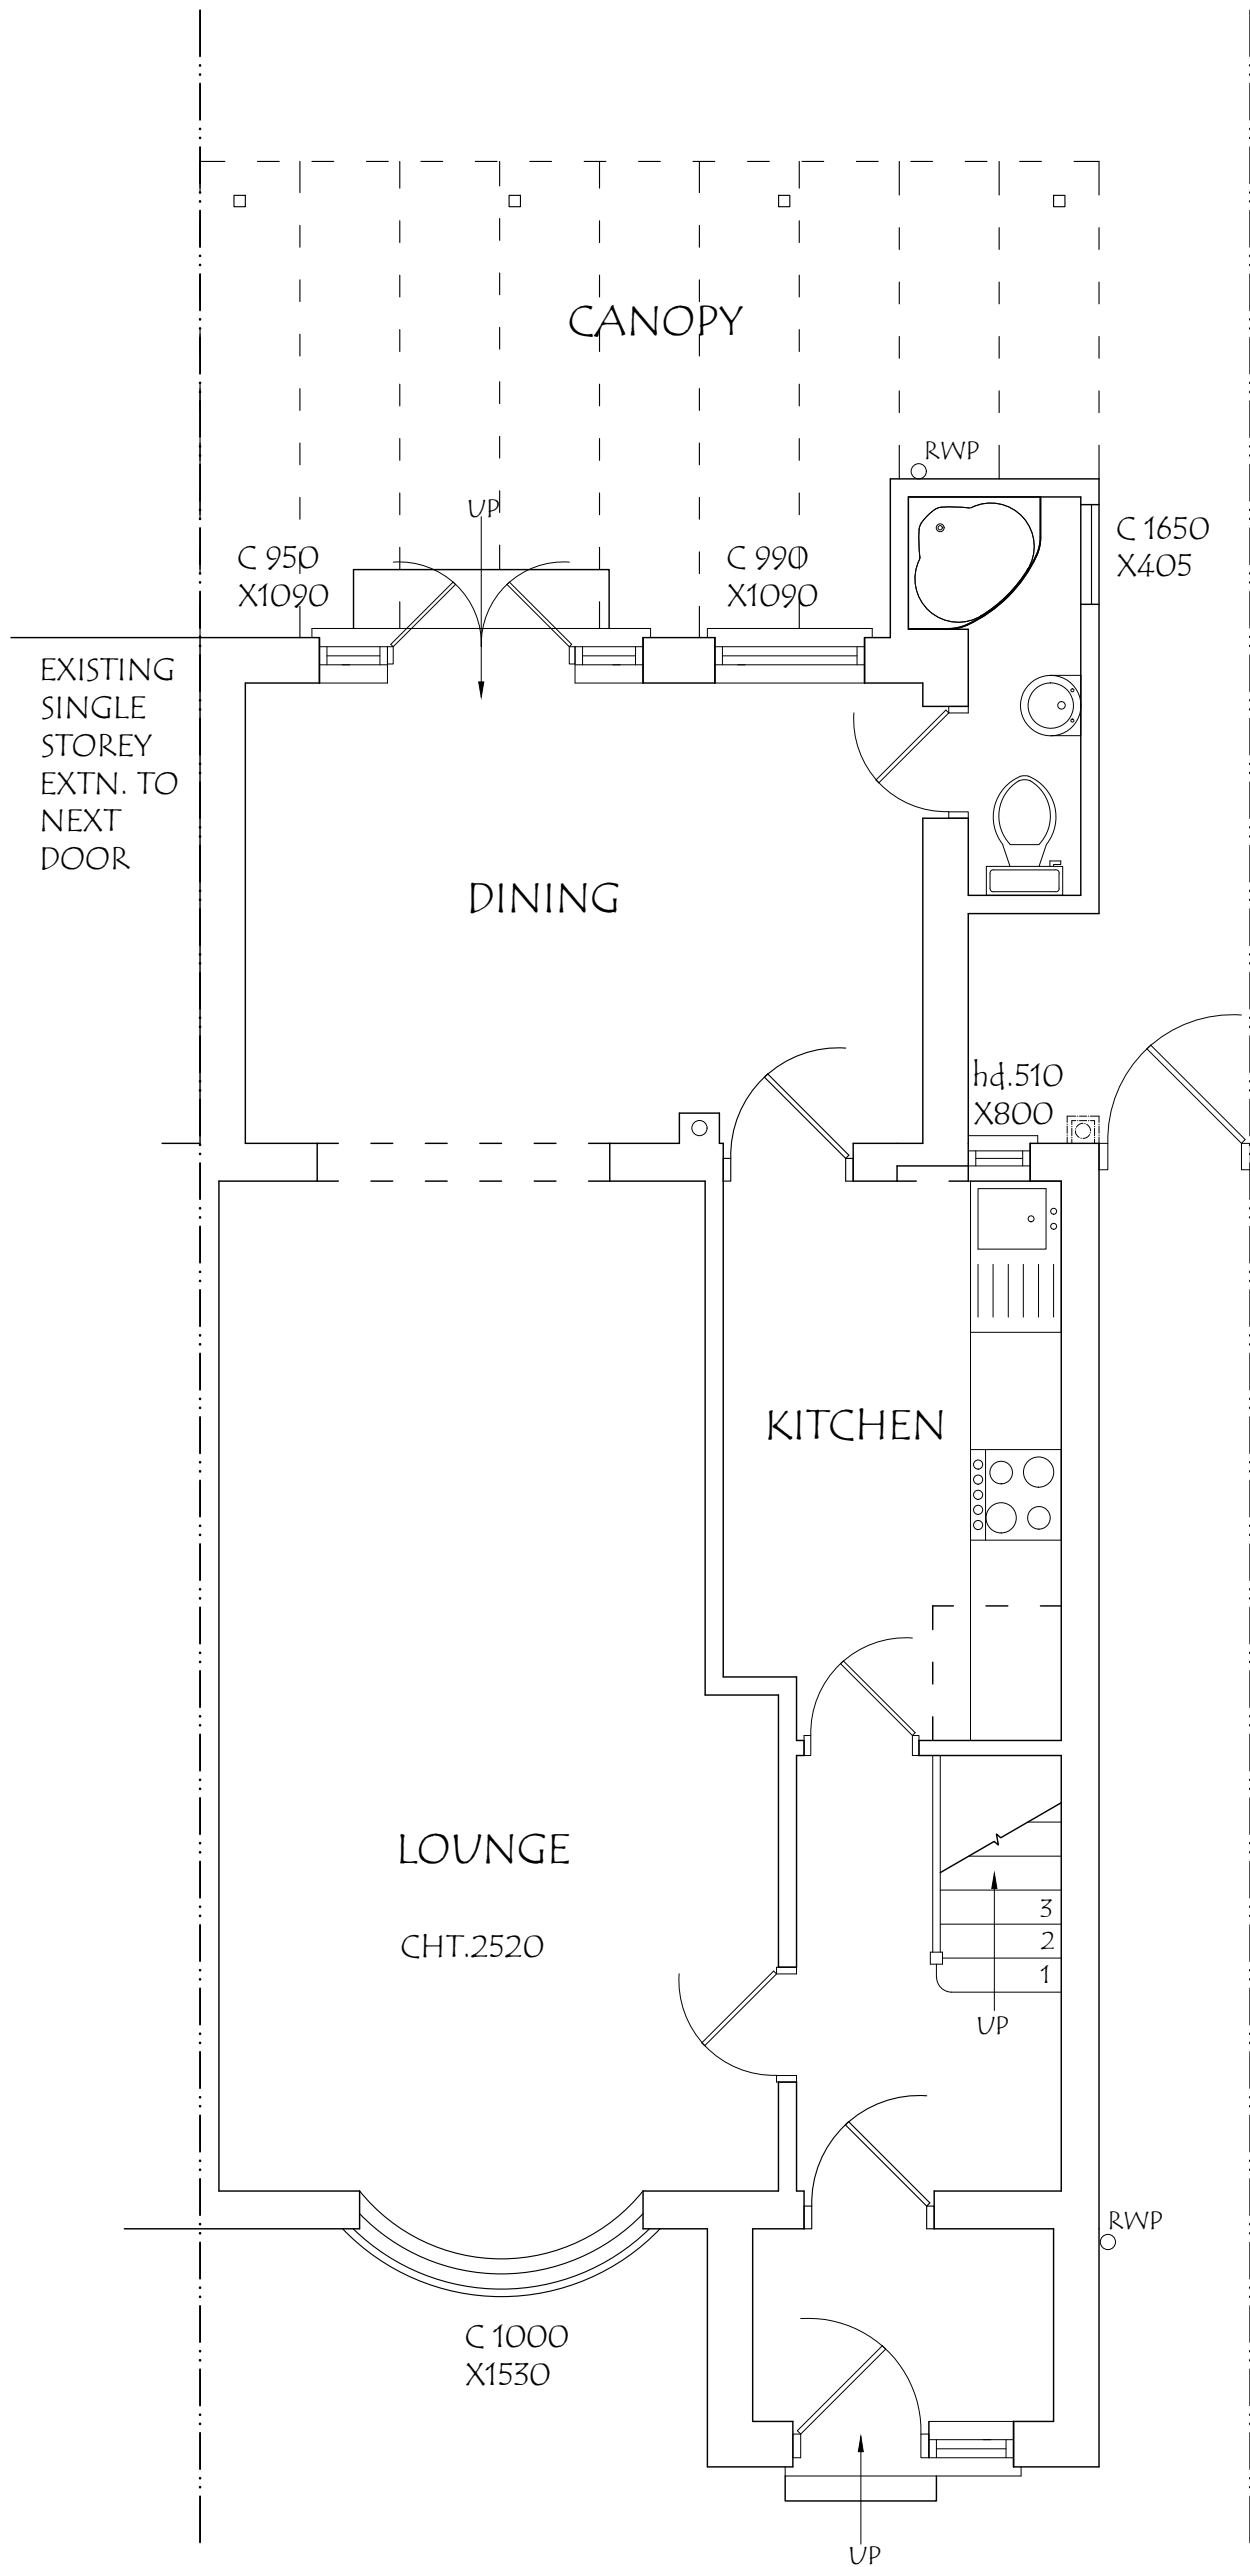 CANOPY
RWP
UP
C 950
X1090
C 990
X1090
C 1650
X405
EXISTING
SINGLE
STOREY
EXTN. TO
NEXT
DOOR
DINING
hd.510
X800
KITCHEN
LOUNGE
CHT.2520
3
2
1
UP
RWP
C 1000
X1530
UP